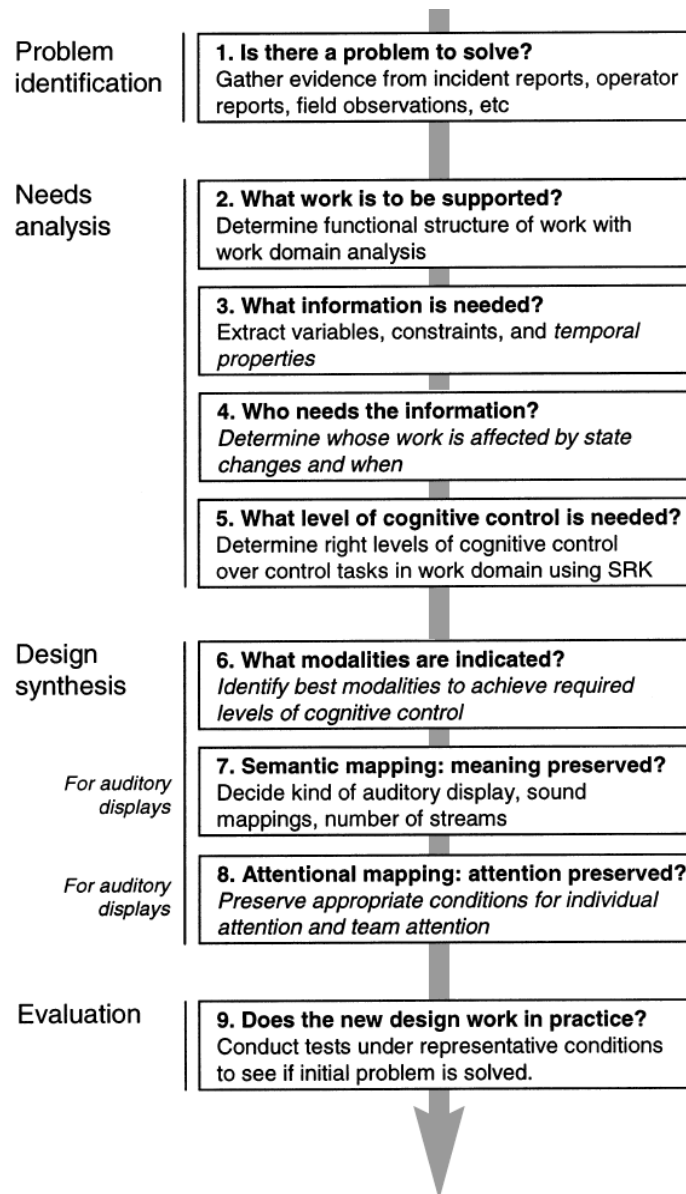 Problem
identification
1. Is there a problem to solve?
Gather evidence from incident reports, operator
reports, field observations, etc
Needs
analysis
2. What work is to be supported?
Determine functional structure of work with
work domain analysis
3. What information is needed?
Extract variables, constraints, and temporal
properties
4. Who needs the information?
Determine whose work is affected by state
changes and when
5. What level of cognitive control is needed?
Determine right levels of cognitive control
over control tasks in work domain using SRK
Design
synthesis
6. What modalities are indicated?
Identify best modalities to achieve required
levels of cognitive control
For auditory
displays
7. Semantic mapping: meaning preserved?
Decide kind of auditory display, sound
mappings, number of streams
For auditory
displays
8. Attentional mapping: attention preserved?
Preserve appropriate conditions for individual
attention and team attention
Evaluation
9. Does the new design work in practice?
Conduct tests under representative conditions
to see if initial problem is solved.